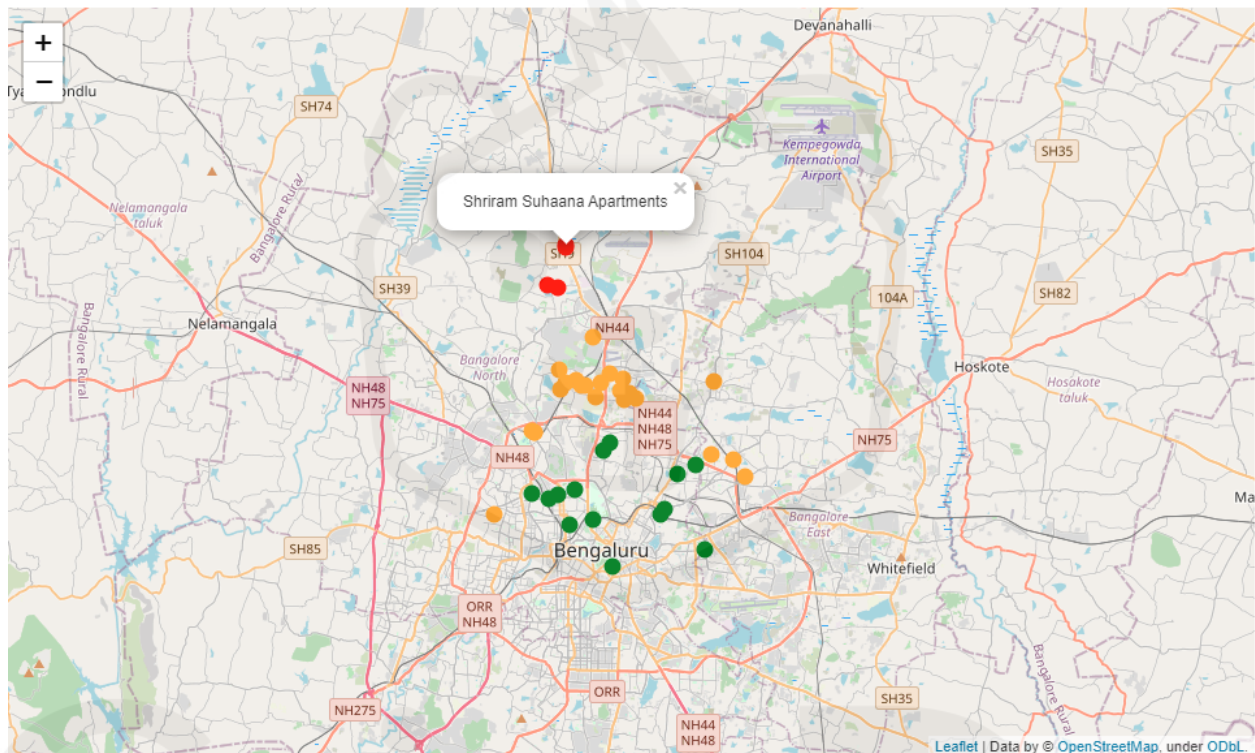 Devanahalli
+
−
SH74
Kempegowda
International
Airport
SH35
Shriram Suhaana Apartments
×
Nelamangala
taluk
Bangalore Rural
SH104
SH39
104A
SH82
Nelamangala
NH44
Bangalore
North
Hoskote
Hosakote
taluk
Bangalore Rural
NH48
NH75
NH44
NH48
NH75
NH75
NH48
Bangalore
East
SH85
Bengaluru
Whitefield
ORR
NH48
Bangalore Rural
ORR
SH35
NH275
NH44
NH48
Leaflet | Data by © OpenStreetMap, under ODbL.